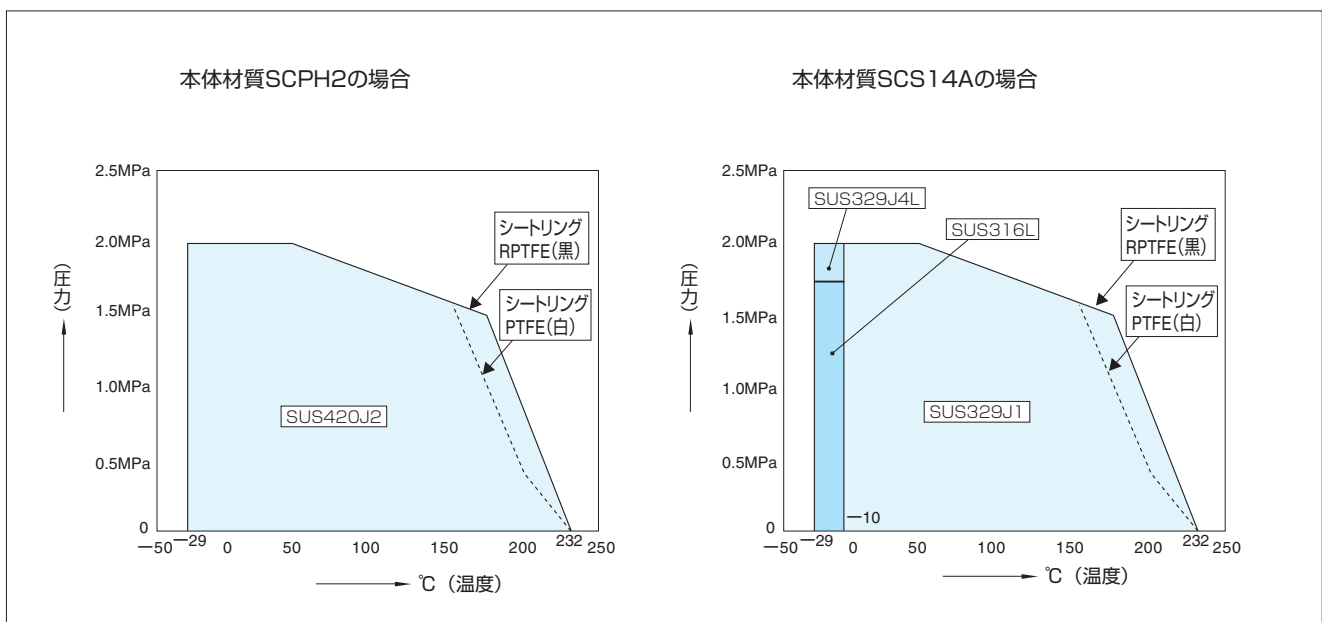 本体材質SCPH2の場合
2.5MPa
2.0MPa
1.5MPa
1.0MPa
0.5MPa
0
(圧力)
シートリング
RPTFE(黒)
シートリング
PTFE(白)
SUS420J2
—50
—29
0
50
100
150
200
232
250
℃(温度)
本体材質SCS14Aの場合
2.5MPa
2.0MPa
1.5MPa
1.0MPa
0.5MPa
0
(圧力)
SUS329J4L
SUS316L
シートリング
RPTFE(黒)
シートリング
PTFE(白)
SUS329J1
—10
—50
—29
0
50
100
150
200
232
250
℃(温度)